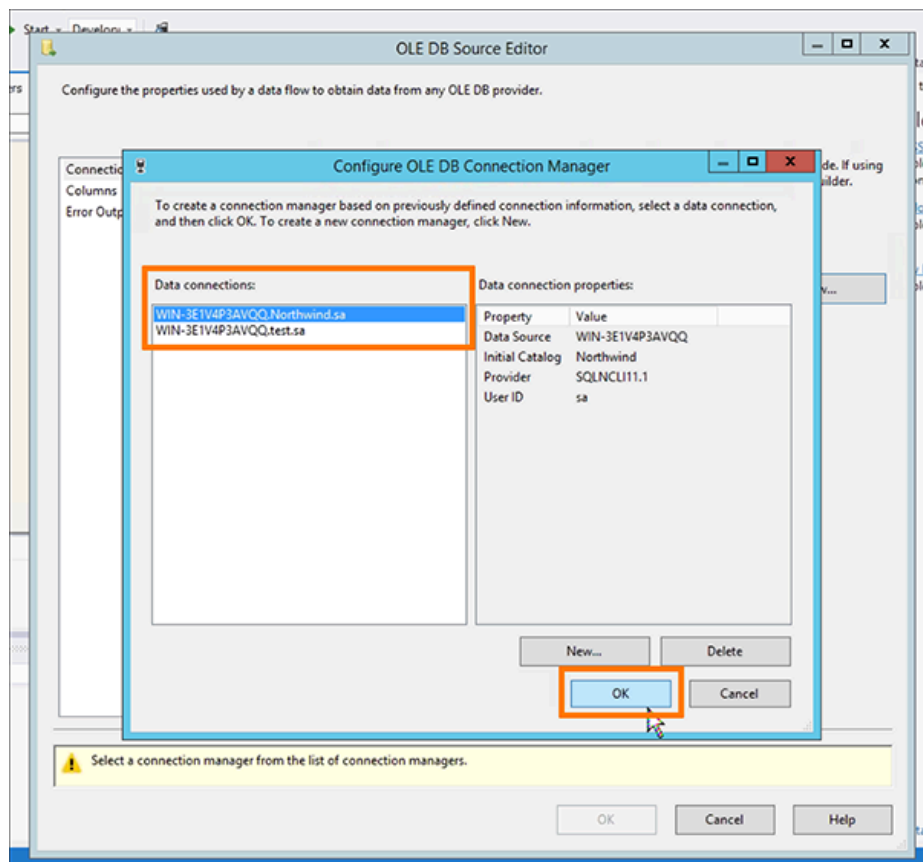 Start Develop
OLE DB Source Editor
Configure the properties used by a data flow to obtain data from any OLE DB provider.
Connectio
Columns
Error Outp
de. If using
uilder.
Configure OLE DB Connection Manager
To create a connection manager based on previously defined connection information, select a data connection,
and then click OK. To create a new connection manager, click New.
Data connections:
WIN-3E1V4P3AVQQ.Northwind.sa
WIN-3E1V4P3AVQQ.test.sa
Data connection properties:
Property Value
Data Source WIN-3E1V4P3AVQQ
Initial Catalog Northwind
Provider SQLNCLI11.1
User ID sa
New... Delete
OK Cancel
Select a connection manager from the list of connection managers.
OK Cancel Help